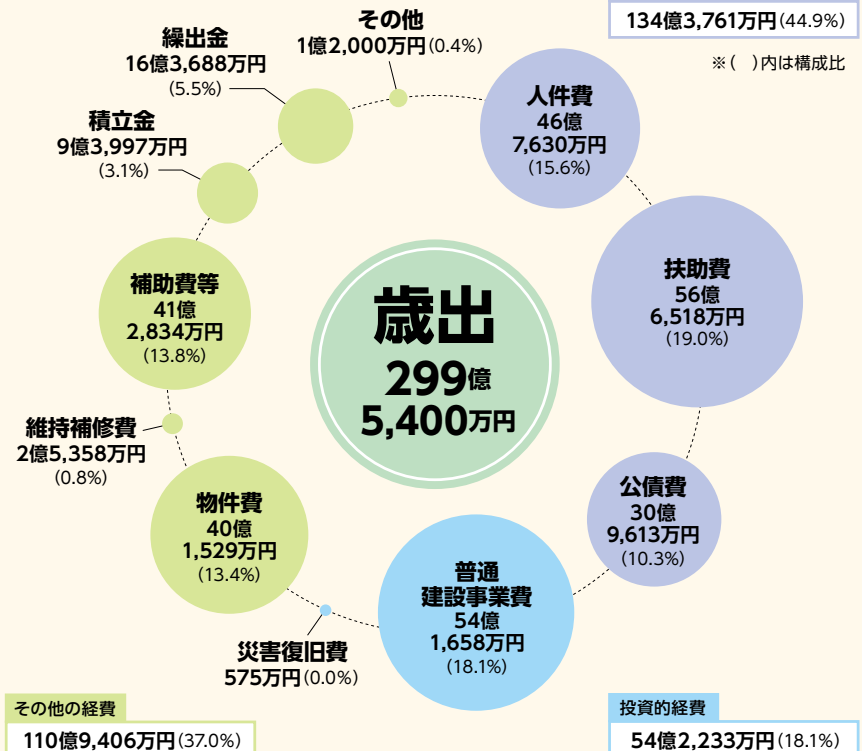 134億3,761万円(44.9%)
※(　)内は構成比
その他
1億2,000万円(0.4%)
繰出金
16億3,688万円
(5.5%)
積立金
9億3,997万円
(3.1%)
人件費
46億
7,630万円
(15.6%)
扶助費
56億
6,518万円
(19.0%)
補助費等
41億
2,834万円
(13.8%)
歳出
299億
5,400万円
維持補修費
2億5,358万円
(0.8%)
物件費
40億
1,529万円
(13.4%)
公債費
30億
9,613万円
(10.3%)
普通
建設事業費
54億
1,658万円
(18.1%)
災害復旧費
575万円(0.0%)
その他の経費
110億9,406万円(37.0%)
投資的経費
54億2,233万円(18.1%)